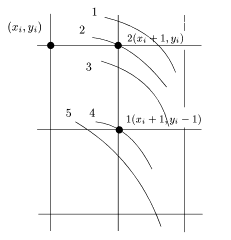 1
(x_i, y_i)
2
2(x_i+1, y_i)
3
5
4
1(x_i+1, y_i−1)